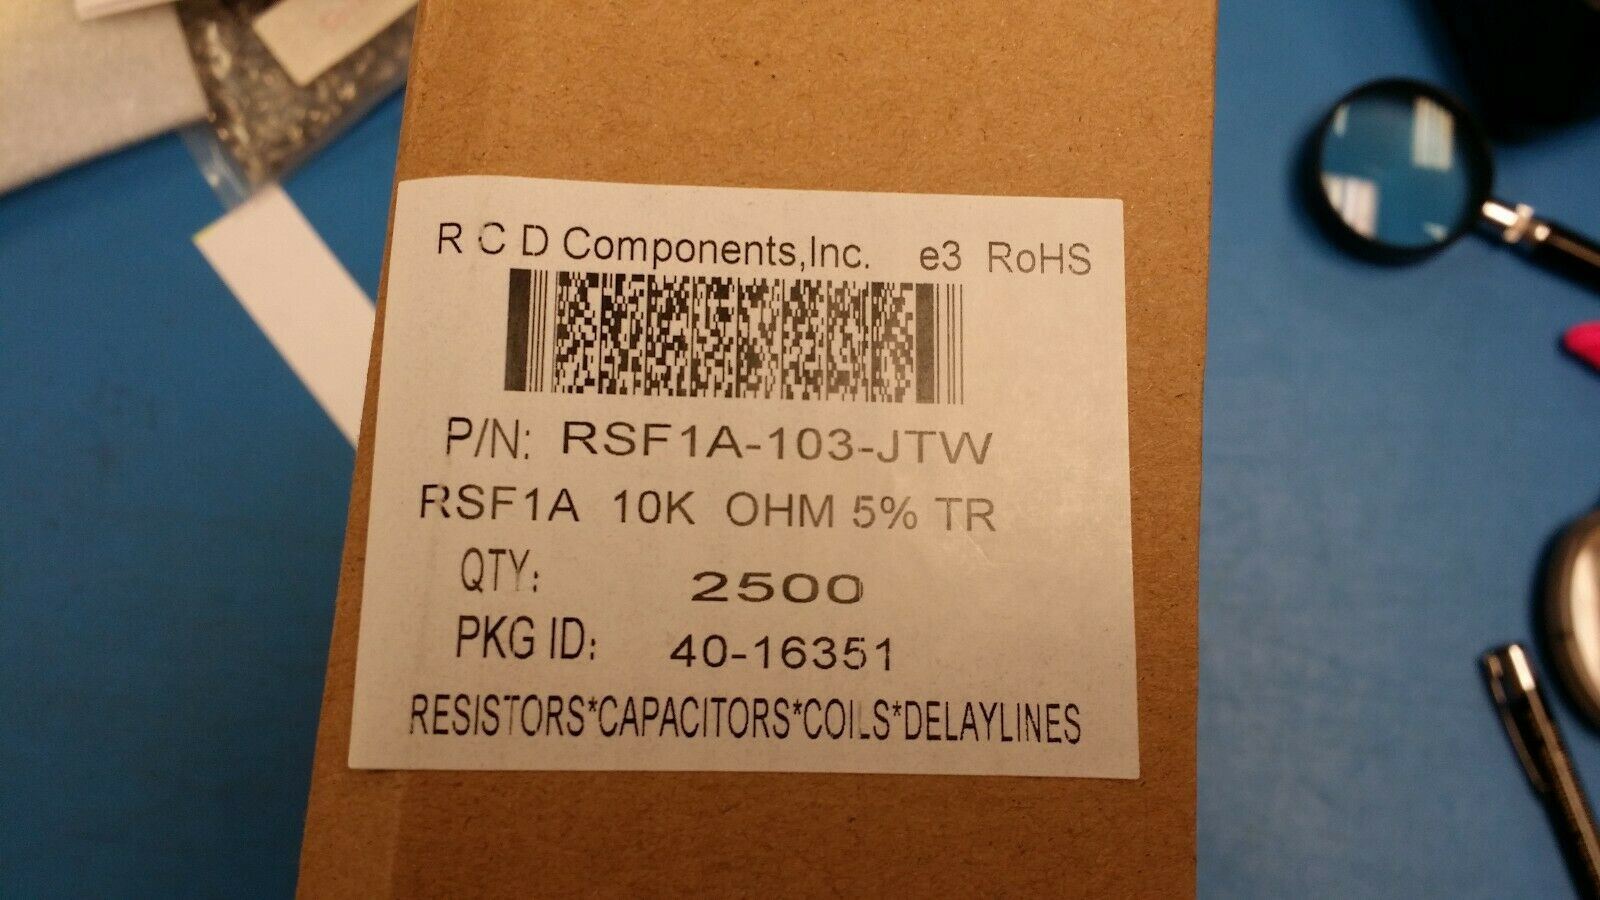 R C D Components,Inc. e3 RoHS
P/N: RSF1A-103-JTW
RSF1A 10K OHM 5% TR
QTY: 2500
PKG ID: 40-16351
RESISTORS*CAPACITORS*COILS*DELAYLINES